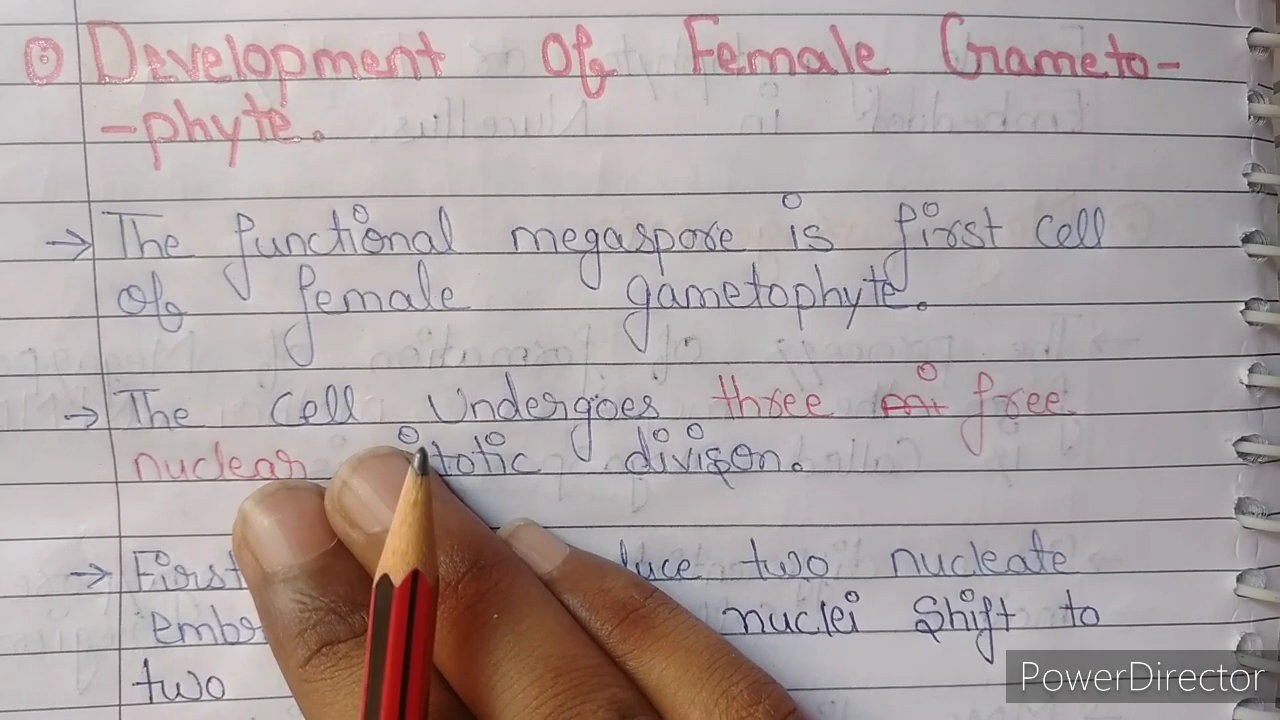 Development Of Female Gameto-
-phyte.
→ The functional megaspore is first cell
of female gametophyte.
→ The cell undergoes three free
nuclear divison.
→ First two nucleate
nuclei shift to
two
PowerDirector